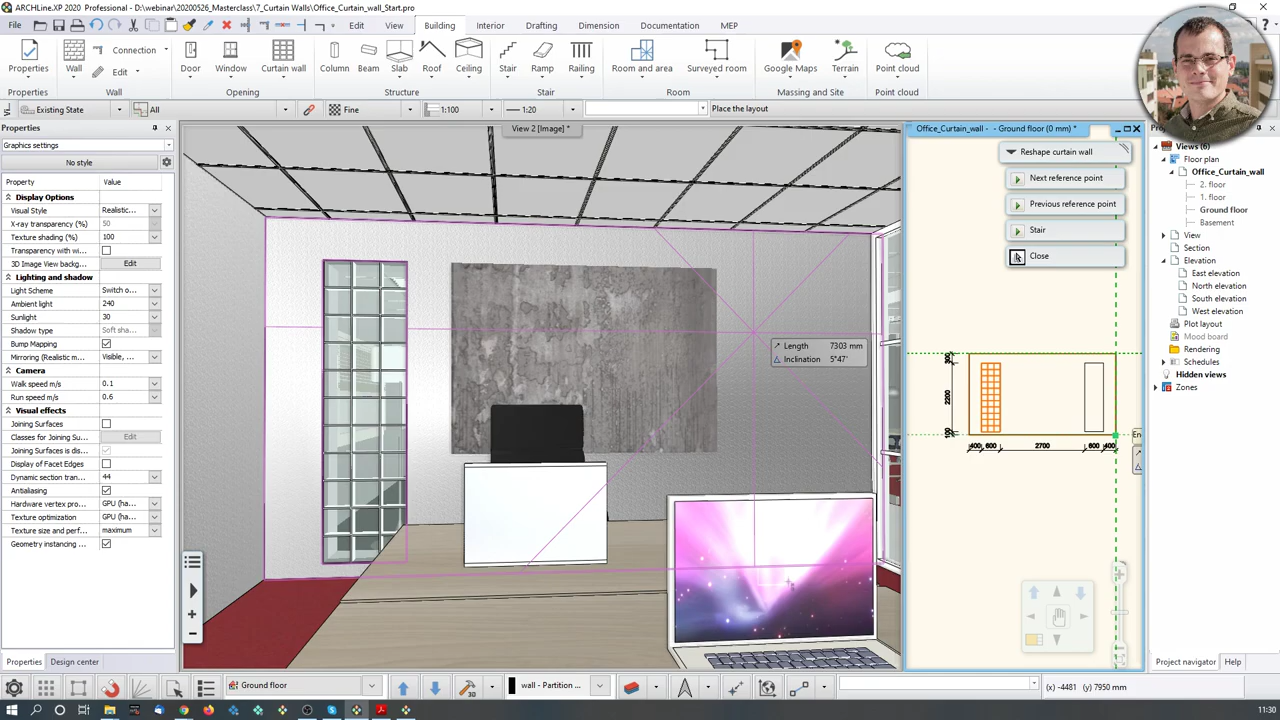 ARCHLine.XP 2020 Professional - D:\webinar\20200526_Masterclass\7_Curtain Walls\Office_Curtain_wall_Start.pro
File Edit View Building Interior Drafting Dimension Documentation MEP
Properties Wall Connection Edit Door Window Curtain wall Column Beam Slab Roof Ceiling Stair Ramp Railing Room and area Surveyed room Google Maps Terrain Point cloud
Properties Wall Opening Structure Stair Room Massing and Site Point cloud
Existing State All Fine 1:100 1:20 Place the layout
Properties
Graphics settings
No style
Property Value
Display Options
Visual Style Realistic...
X-ray transparency (%) 50
Texture shading (%) 100
Transparency with wi...
3D Image View backg... Edit
Lighting and shadow
Light Scheme Switch o...
Ambient light 240
Sunlight 30
Shadow type Soft sha...
Bump Mapping
Mirroring (Realistic m... Visible, ...
Camera
Walk speed m/s 0.1
Run speed m/s 0.6
Visual effects
Joining Surfaces
Classes for Joining Su... Edit
Joining Surfaces is dis...
Display of Facet Edges
Dynamic section tran... 44
Antialiasing
Hardware vertex pro... GPU (ha...
Texture optimization GPU (ha...
Texture size and perf... maximum
Geometry instancing ...
Properties Design center
View 2 [Image] *
Length 7303 mm
Inclination 5°47'
Office_Curtain_wall - - Ground floor (0 mm) *
Reshape curtain wall
Next reference point
Previous reference point
Stair
Close
300
2200
100
400 600 2700 600 400
Views (6)
Floor plan
Office_Curtain_wall
2. floor
1. floor
Ground floor
Basement
View
Section
Elevation
East elevation
North elevation
South elevation
West elevation
Plot layout
Mood board
Rendering
Schedules
Hidden views
Zones
Project navigator Help
Ground floor wall - Partition ... (x) -4481 (y) 7950 mm
11:30